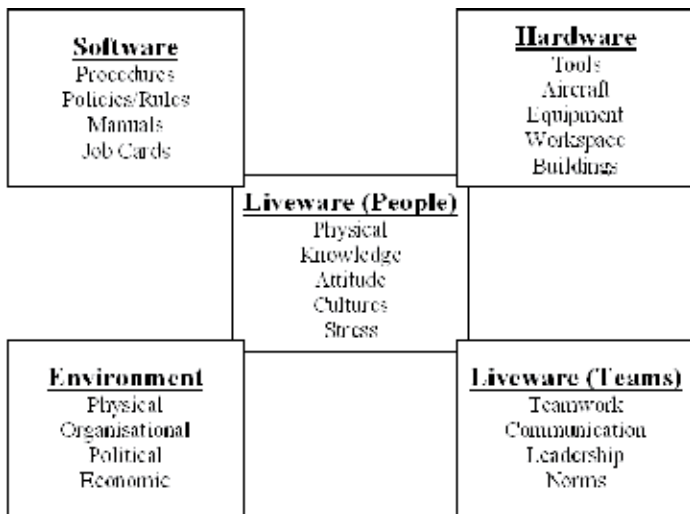 Software
Procedures
Policies/Rules
Manuals
Job Cards
Hardware
Tools
Aircraft
Equipment
Workspace
Buildings
Liveware (People)
Physical
Knowledge
Attitude
Cultures
Stress
Environment
Physical
Organisational
Political
Economic
Liveware (Teams)
Teamwork
Communication
Leadership
Norms